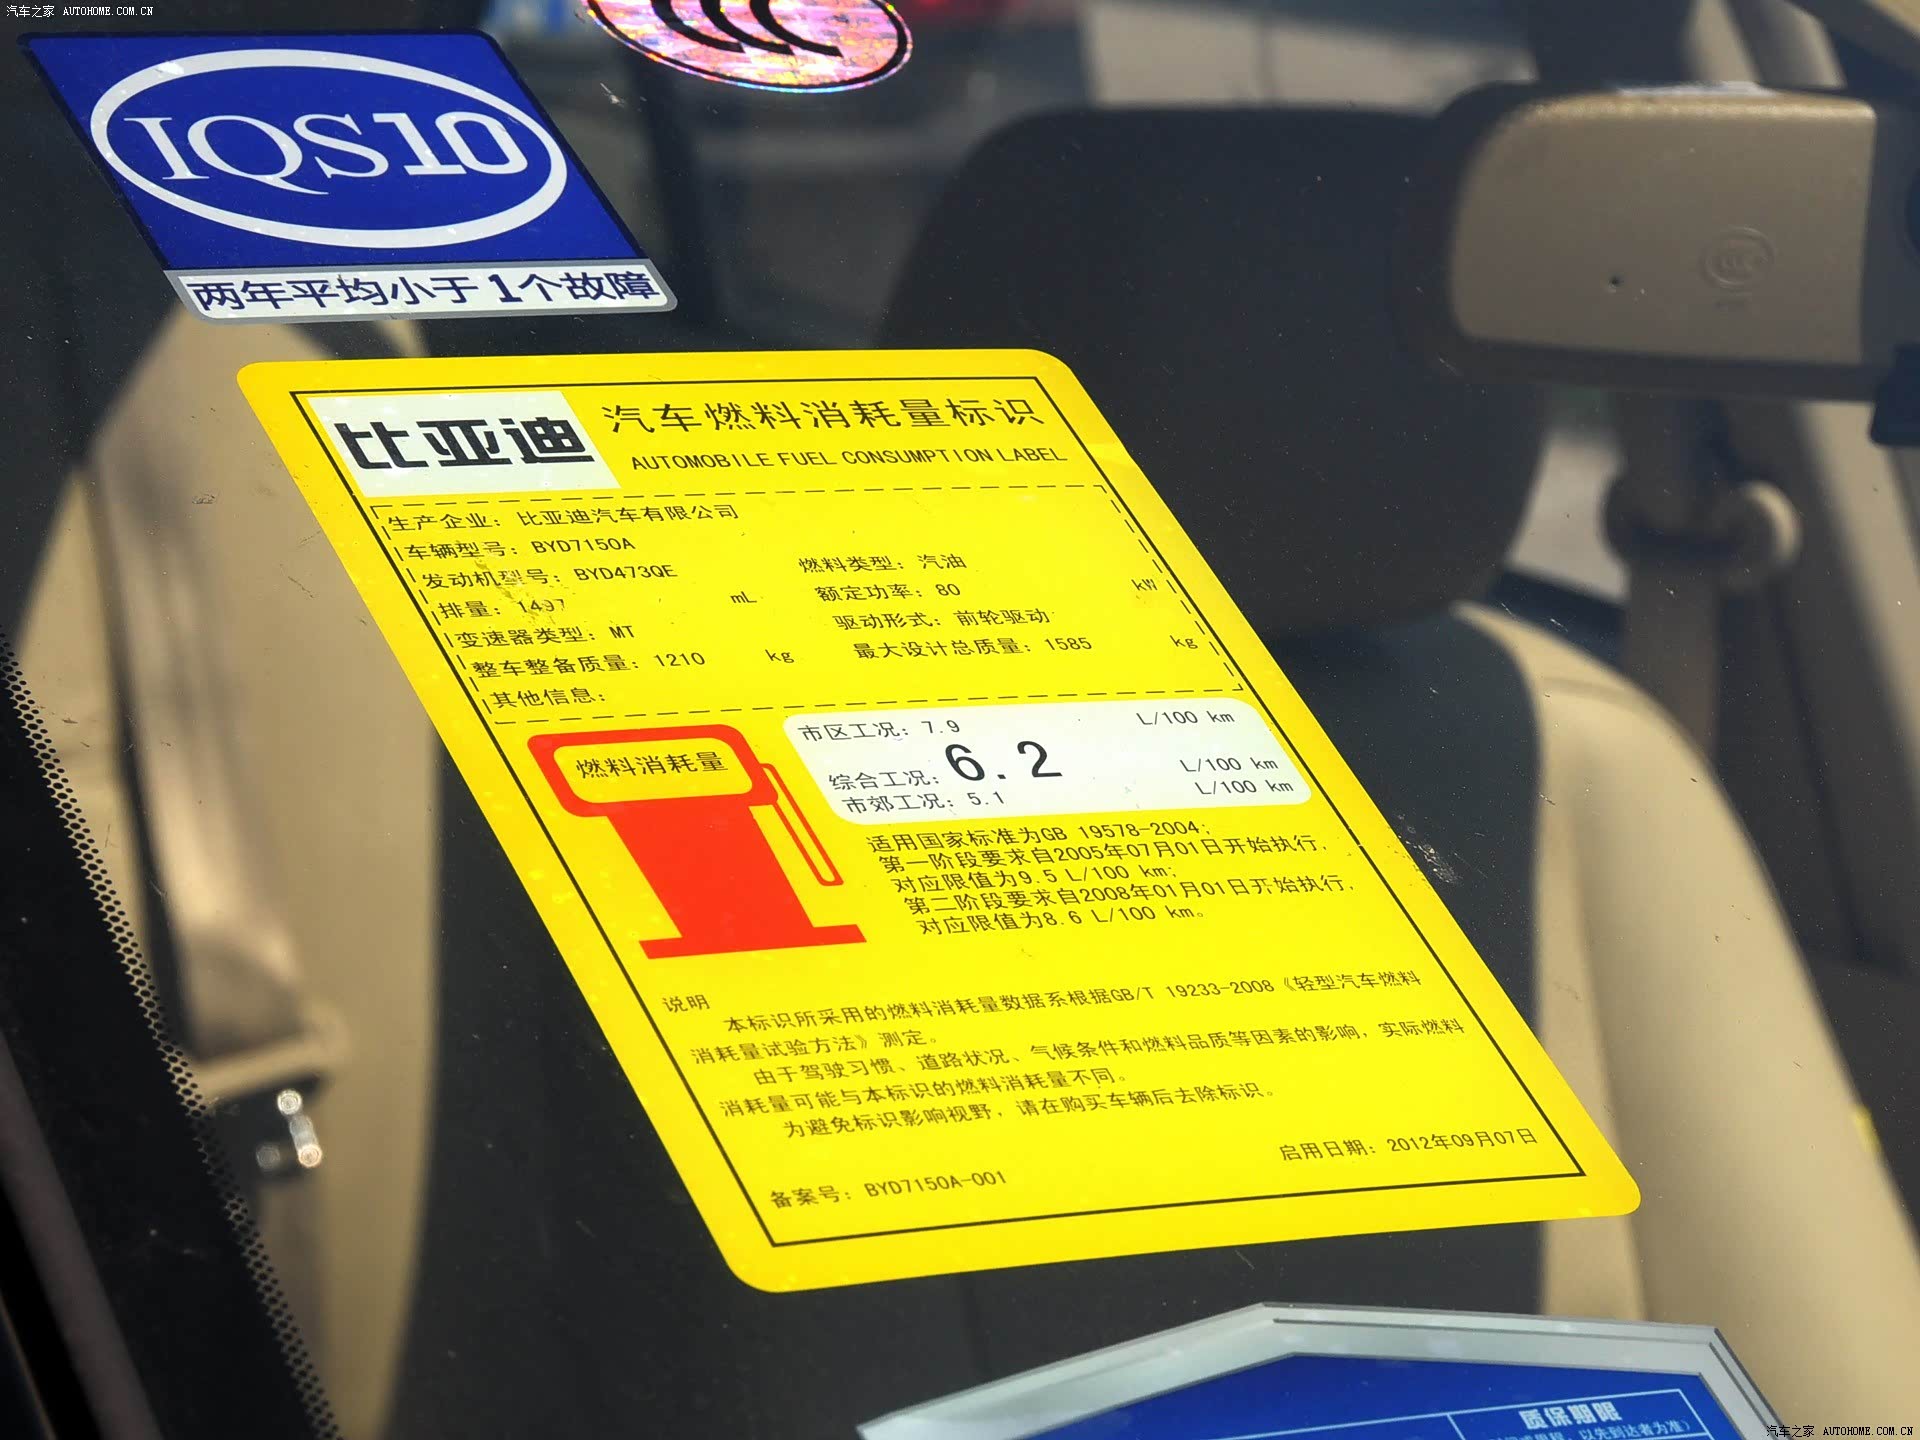 汽车之家 AUTOHOME.COM.CN
IQS10
两年平均小于1个故障
比亚迪
汽车燃料消耗量标识
AUTOMOBILE FUEL CONSUMPTION LABEL
生产企业：比亚迪汽车有限公司
车辆型号：BYD7150A
发动机型号：BYD473QE 燃料类型：汽油
排量：1497 mL 额定功率：80 kW
变速器类型：MT 驱动形式：前轮驱动
整车整备质量：1210 kg 最大设计总质量：1585 kg
其他信息：
燃料消耗量
市区工况：7.9 L/100 km
综合工况：6.2 L/100 km
市郊工况：5.1 L/100 km
适用国家标准为GB 19578-2004；
第一阶段要求自2005年07月01日开始执行，
对应限值为9.5 L/100 km；
第二阶段要求自2008年01月01日开始执行，
对应限值为8.6 L/100 km。
说明
本标识所采用的燃料消耗量数据系根据GB/T 19233-2008《轻型汽车燃料
消耗量试验方法》测定。
由于驾驶习惯、道路状况、气候条件和燃料品质等因素的影响，实际燃料
消耗量可能与本标识的燃料消耗量不同。
为避免标识影响视野，请在购买车辆后去除标识。
启用日期：2012年09月07日
备案号：BYD7150A-001
质保期限
以先到达者为准）
汽车之家 AUTOHOME.COM.CN